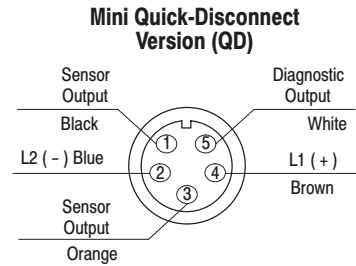 Mini Quick-Disconnect
Version (QD)
Sensor
Output
Black
Diagnostic
Output
White
1
5
L2 ( – ) Blue
2
4
L1 ( + )
Brown
3
Sensor
Output
Orange